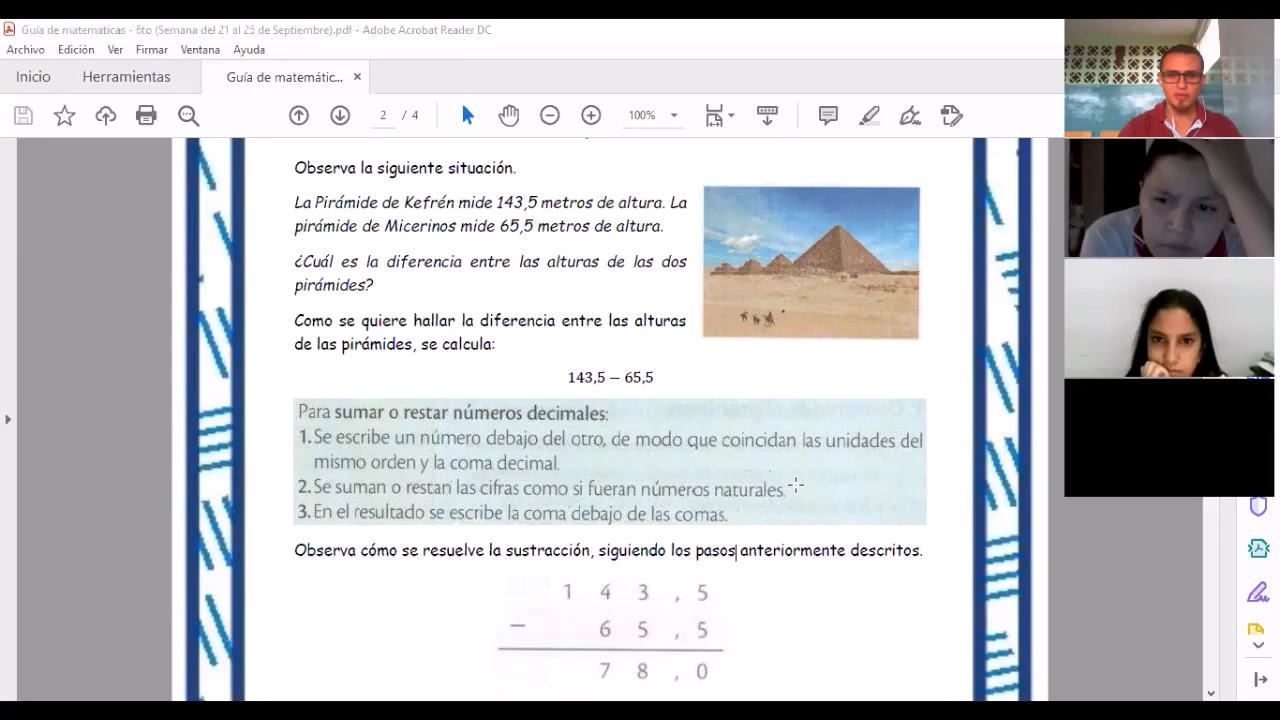 Guía de matemáticas - 6to (Semana del 21 al 25 de Septiembre).pdf - Adobe Acrobat Reader DC
Archivo Edición Ver Firmar Ventana Ayuda
Inicio Herramientas Guía de matemátic... ×
2 / 4 100%
Observa la siguiente situación.
La Pirámide de Kefrén mide 143,5 metros de altura. La
pirámide de Micerinos mide 65,5 metros de altura.
¿Cuál es la diferencia entre las alturas de las dos
pirámides?
Como se quiere hallar la diferencia entre las alturas
de las pirámides, se calcula:
143,5 − 65,5
Para sumar o restar números decimales:
1. Se escribe un número debajo del otro, de modo que coincidan las unidades del
mismo orden y la coma decimal.
2. Se suman o restan las cifras como si fueran números naturales.
3. En el resultado se escribe la coma debajo de las comas.
Observa cómo se resuelve la sustracción, siguiendo los pasos anteriormente descritos.
1 4 3 , 5
− 6 5 , 5
7 8 , 0